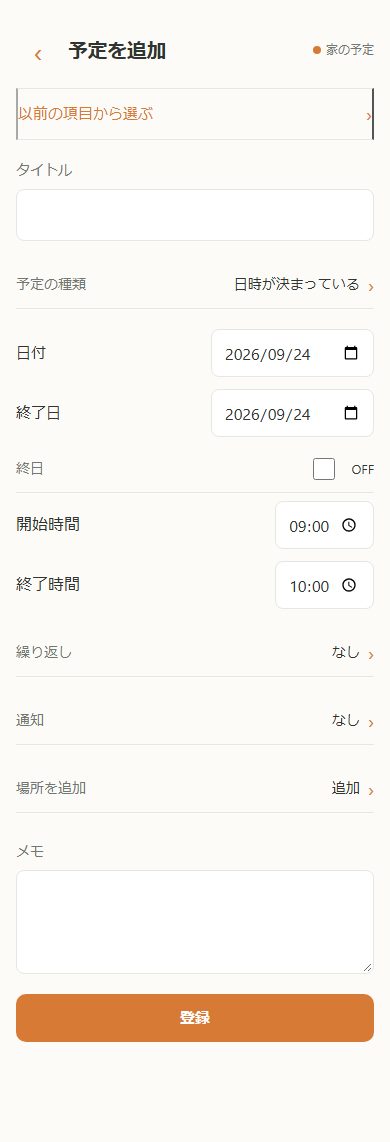 ‹ 予定を追加 家の予定
以前の項目から選ぶ ›
タイトル
予定の種類 日時が決まっている ›
日付 2026/09/24
終了日 2026/09/24
終日 OFF
開始時間 09:00
終了時間 10:00
繰り返し なし ›
通知 なし ›
場所を追加 追加 ›
メモ
登録